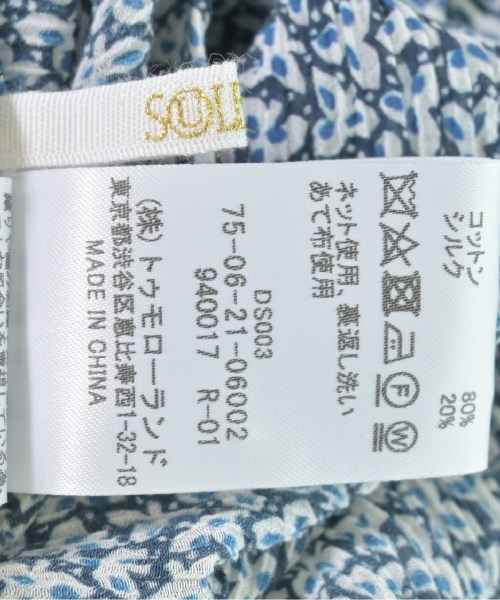 SOULE
コットン 80%
シルク 20%
ネット使用、裏返し洗い
あて布使用
DS003
75-06-21-06002
940017 R-01
(株)トゥモローランド
東京都渋谷区恵比寿西1-32-18
MADE IN CHINA